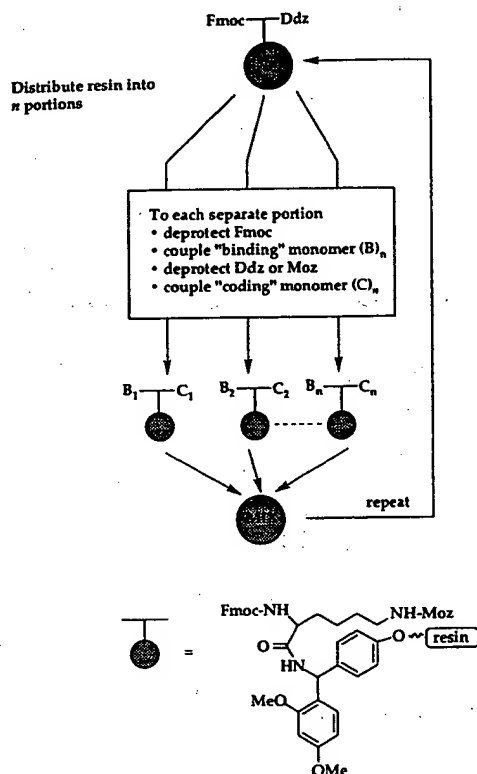 Fmoc Ddz
Distribute resin into
n portions
To each separate portion
• deprotect Fmoc
• couple "binding" monomer (B)n
• deprotect Ddz or Moz
• couple "coding" monomer (C)n
B1 C1 B2 C2 Bn Cn
repeat
Fmoc-NH NH-Moz
= O HN O resin
MeO
OMe